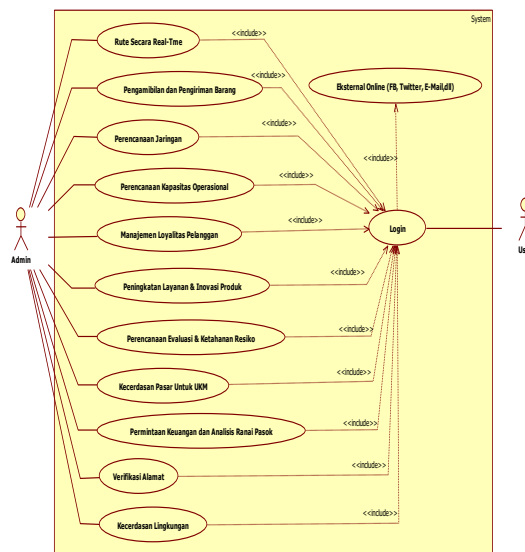 System
Rute Secara Real-Tme
<<include>>
Pengamibilan dan Pengiriman Barang
<<include>>
Eksternal Online (FB, Twitter, E-Mail,dll)
<<include>>
<<include>>
Perencanaan Jaringan
<<include>>
Perencanaan Kapasitas Operasional
<<include>>
Manajemen Loyalitas Pelanggan
<<include>>
Login
Admin
Us
Peningkatan Layanan & Inovasi Produk
<<include>>
Perencanaan Evaluasi & Ketahanan Resiko
<<include>>
Kecerdasan Pasar Untuk UKM
<<include>>
Permintaan Keuangan dan Analisis Ranai Pasok
<<include>>
Verifikasi Alamat
<<include>>
Kecerdasan Lingkungan
<<include>>